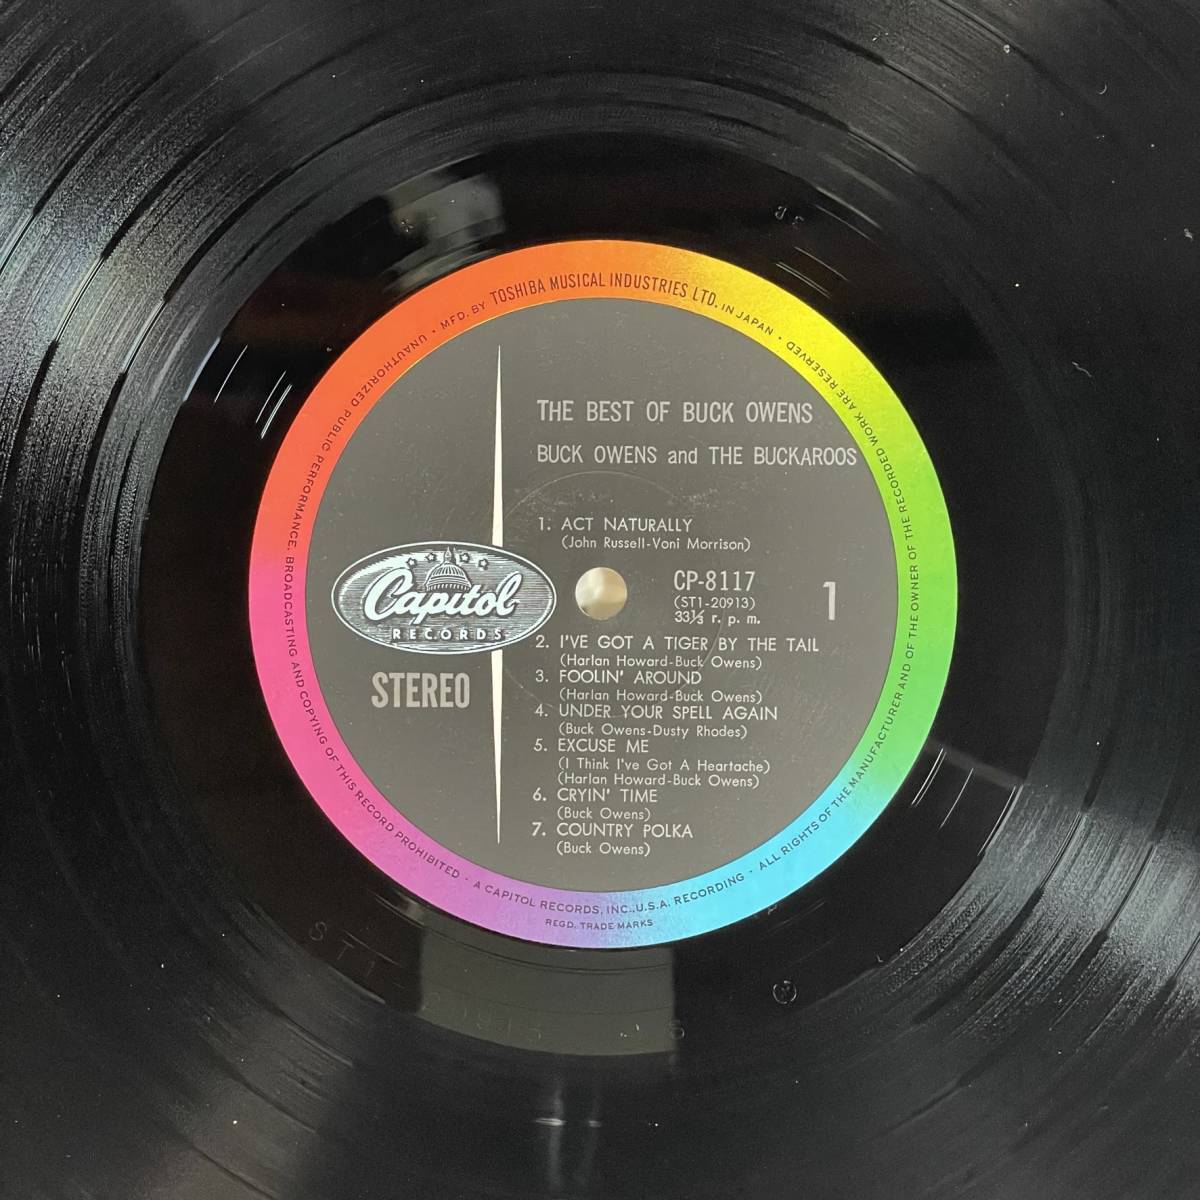 MFD. BY TOSHIBA MUSICAL INDUSTRIES LTD. IN JAPAN • ALL RIGHTS OF THE MANUFACTURER AND OF THE OWNER OF THE RECORDED WORK ARE RESERVED • UNAUTHORIZED PUBLIC PERFORMANCE, BROADCASTING AND COPYING OF THIS RECORD PROHIBITED • A CAPITOL RECORDS, INC., U.S.A. RECORDING •
REGD. TRADE MARKS
THE BEST OF BUCK OWENS
BUCK OWENS and THE BUCKAROOS
1. ACT NATURALLY
(John Russell-Voni Morrison)
Capitol
RECORDS
STEREO
CP-8117
(ST1-20913)
33⅓ r. p. m.
1
2. I'VE GOT A TIGER BY THE TAIL
(Harlan Howard-Buck Owens)
3. FOOLIN' AROUND
(Harlan Howard-Buck Owens)
4. UNDER YOUR SPELL AGAIN
(Buck Owens-Dusty Rhodes)
5. EXCUSE ME
(I Think I've Got A Heartache)
(Harlan Howard-Buck Owens)
6. CRYIN' TIME
(Buck Owens)
7. COUNTRY POLKA
(Buck Owens)
ST1